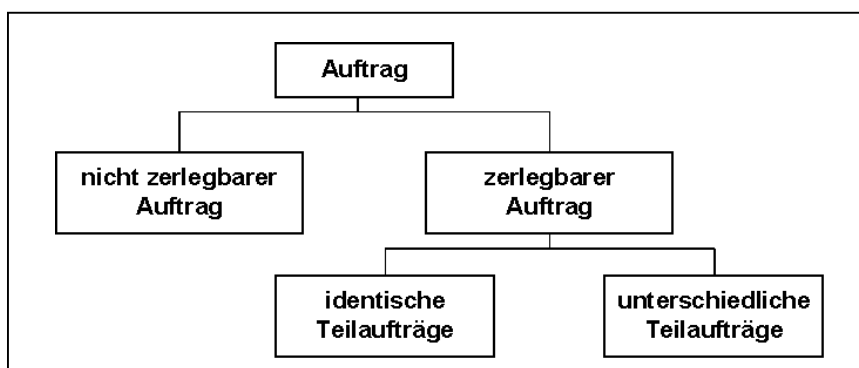 Auftrag
nicht zerlegbarer
Auftrag
zerlegbarer
Auftrag
identische
Teilaufträge
unterschiedliche
Teilaufträge